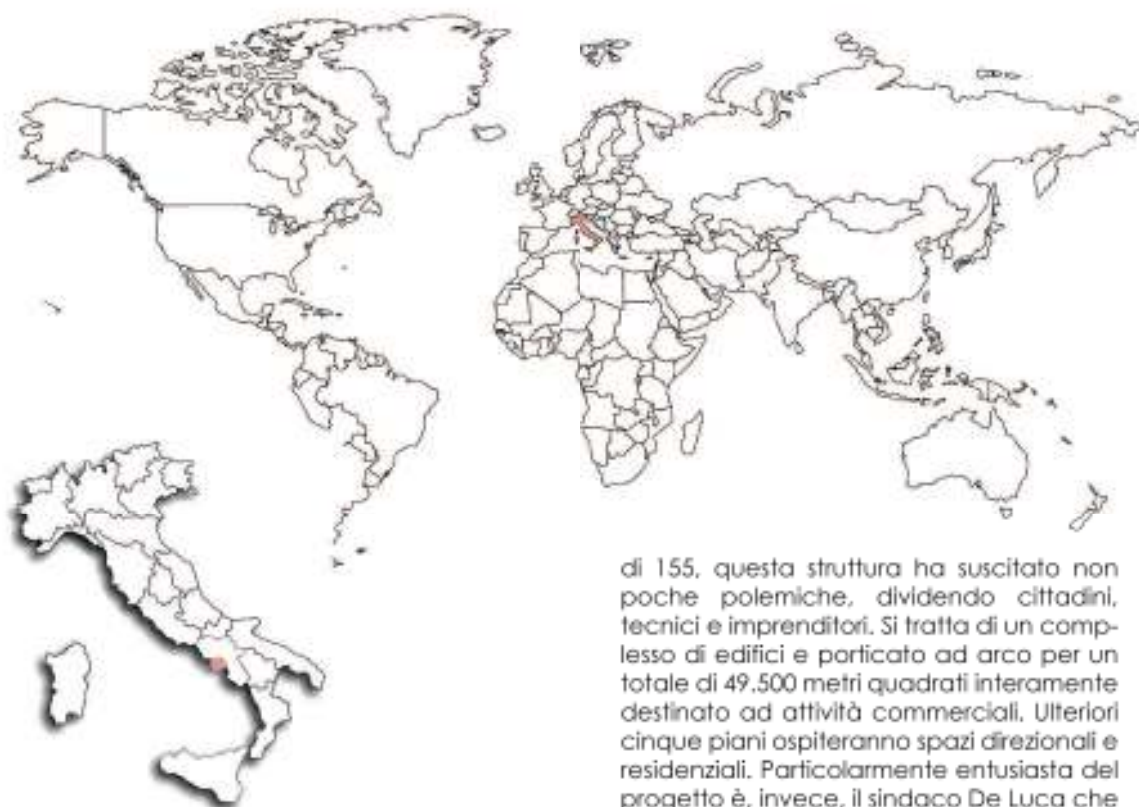 di 155, questa struttura ha suscitato non
poche polemiche, dividendo cittadini,
tecnici e imprenditori. Si tratta di un comp-
lesso di edifici e porticato ad arco per un
totale di 49.500 metri quadrati interamente
destinato ad attività commerciali. Ulteriori
cinque piani ospiteranno spazi direzionali e
residenziali. Particolarmente entusiasta del
progetto è, invece, il sindaco De Luca che